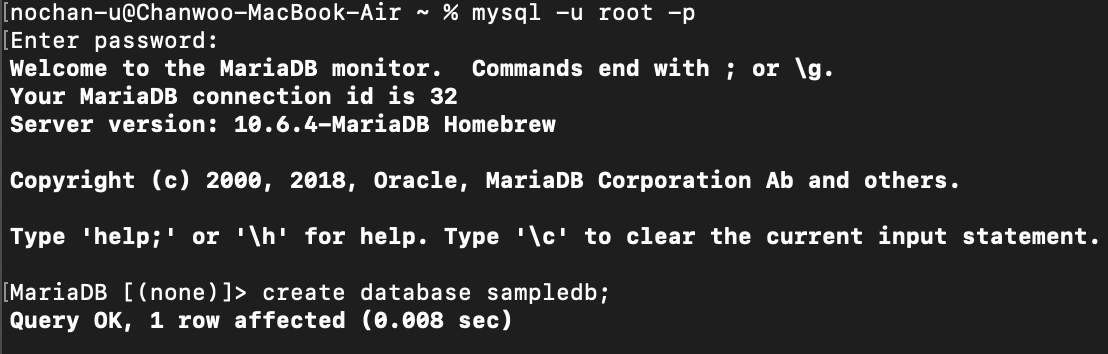 [nochan-u@Chanwoo-MacBook-Air ~ % mysql -u root -p
[Enter password:
Welcome to the MariaDB monitor.  Commands end with ; or \g.
Your MariaDB connection id is 32
Server version: 10.6.4-MariaDB Homebrew
Copyright (c) 2000, 2018, Oracle, MariaDB Corporation Ab and others.
Type 'help;' or '\h' for help. Type '\c' to clear the current input statement.
[MariaDB [(none)]> create database sampledb;
Query OK, 1 row affected (0.008 sec)